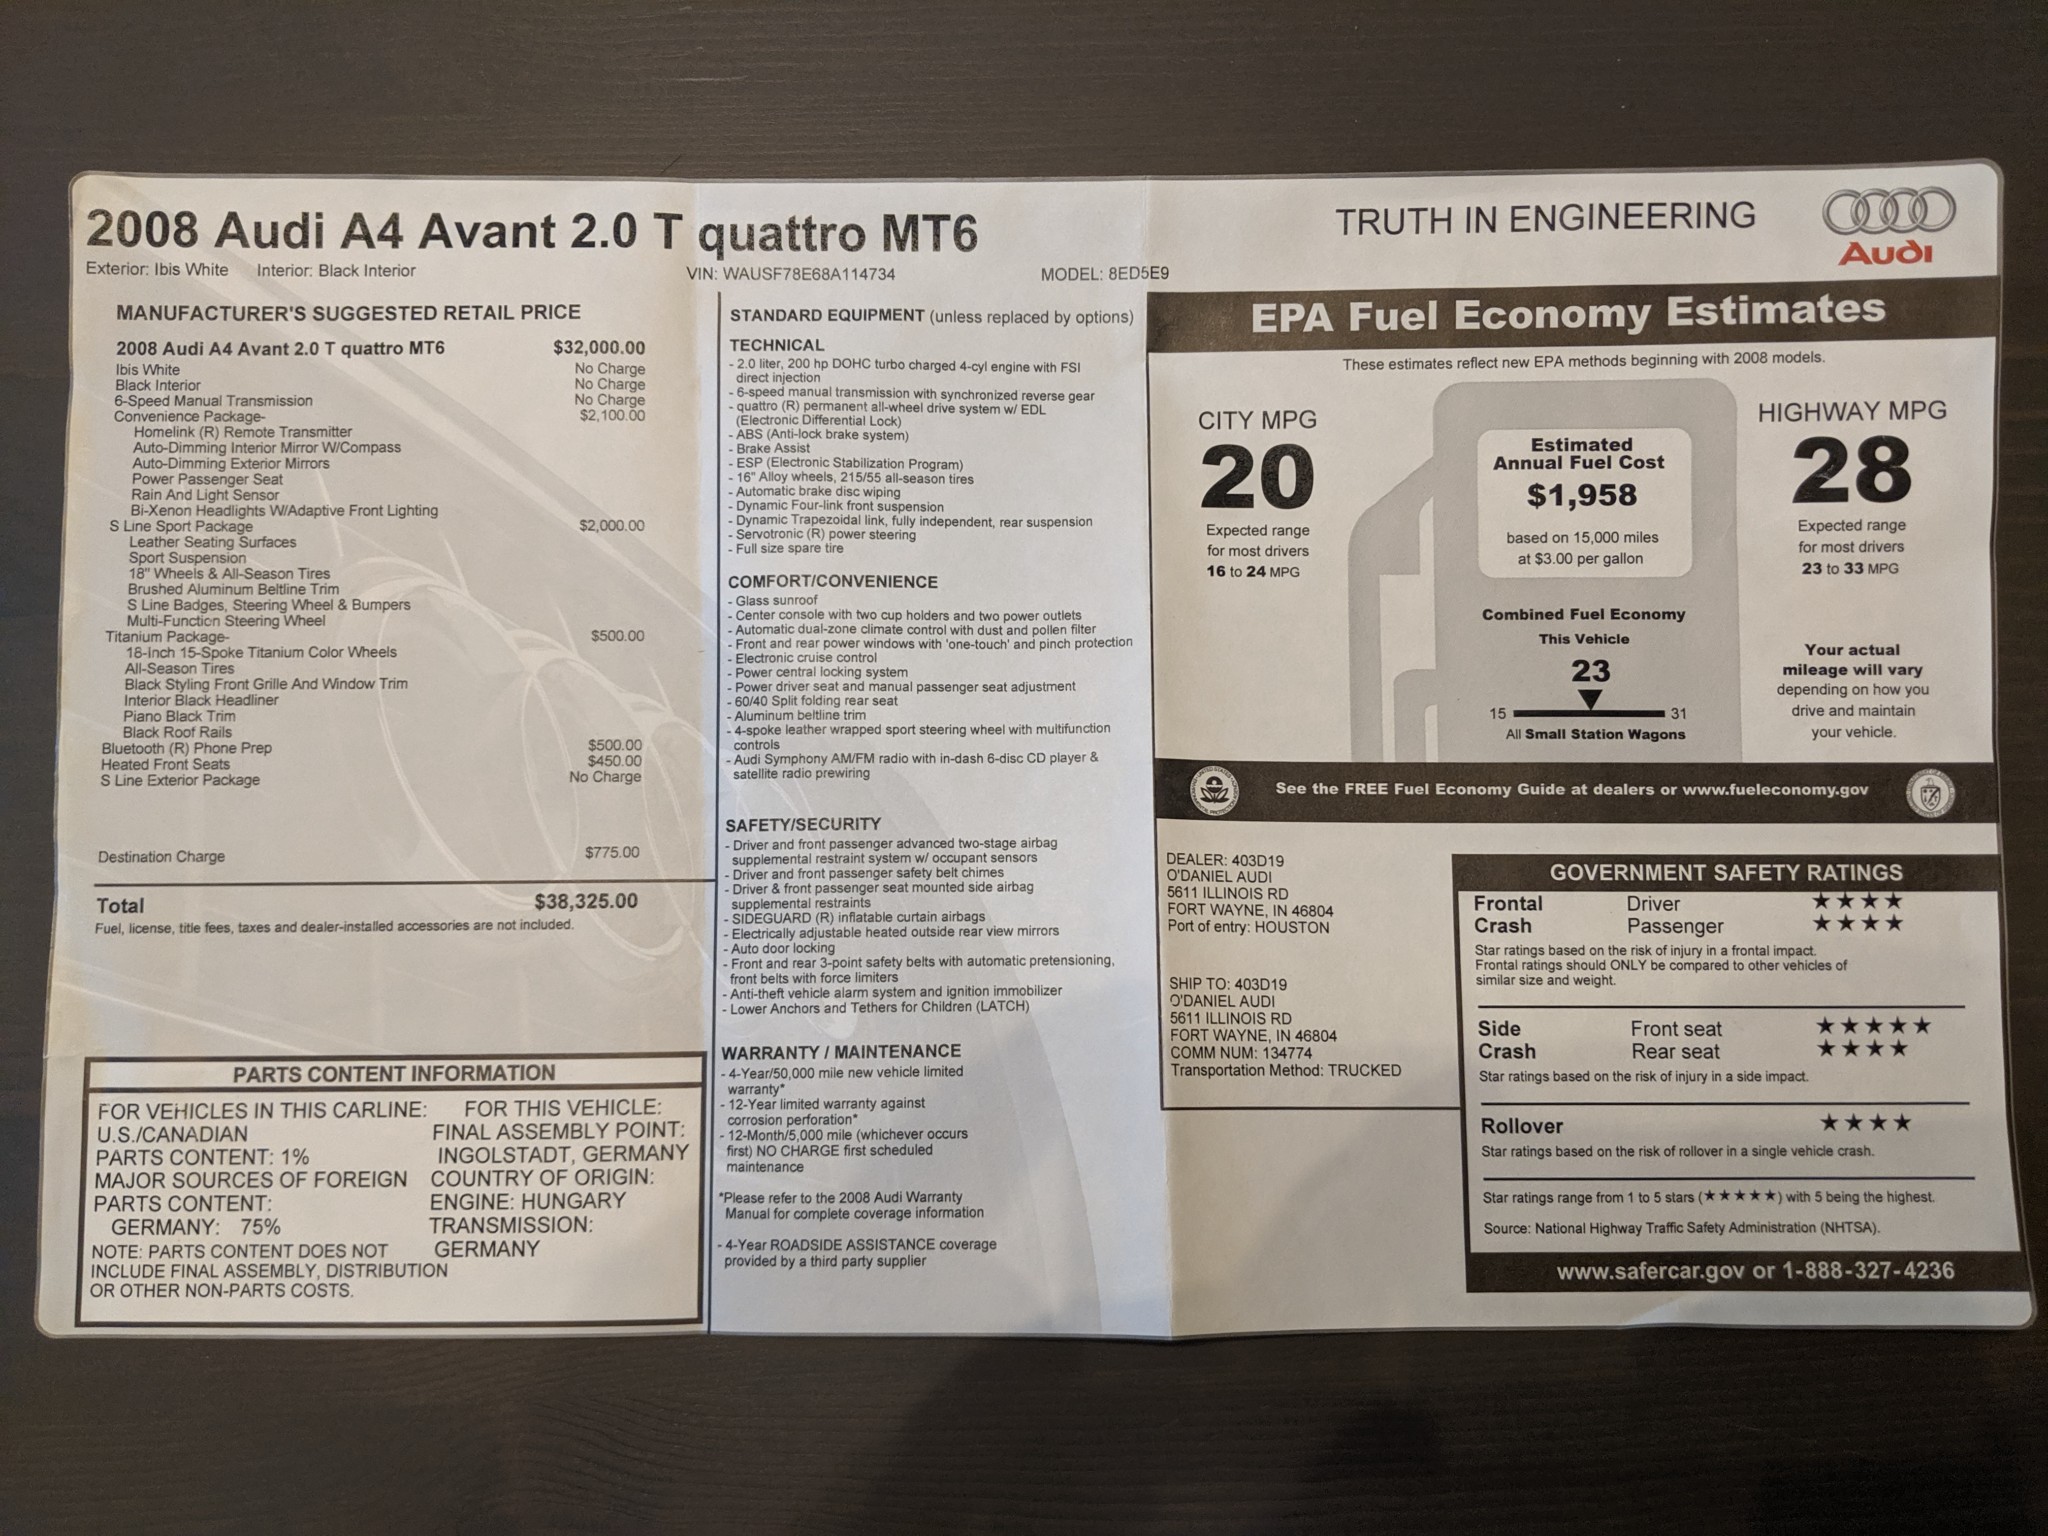 2008 Audi A4 Avant 2.0 T quattro MT6
Exterior: Ibis White Interior: Black Interior
VIN: WAUSF78E68A114734
MODEL: 8ED5E9
MANUFACTURER'S SUGGESTED RETAIL PRICE
2008 Audi A4 Avant 2.0 T quattro MT6 $32,000.00
Ibis White No Charge
Black Interior No Charge
6-Speed Manual Transmission No Charge
Convenience Package- $2,100.00
Homelink (R) Remote Transmitter
Auto-Dimming Interior Mirror W/Compass
Auto-Dimming Exterior Mirrors
Power Passenger Seat
Rain And Light Sensor
Bi-Xenon Headlights W/Adaptive Front Lighting
S Line Sport Package $2,000.00
Leather Seating Surfaces
Sport Suspension
18" Wheels & All-Season Tires
Brushed Aluminum Beltline Trim
S Line Badges, Steering Wheel & Bumpers
Multi-Function Steering Wheel
Titanium Package- $500.00
18-Inch 15-Spoke Titanium Color Wheels
All-Season Tires
Black Styling Front Grille And Window Trim
Interior Black Headliner
Piano Black Trim
Black Roof Rails
Bluetooth (R) Phone Prep $500.00
Heated Front Seats $450.00
S Line Exterior Package No Charge
Destination Charge $775.00
Total $38,325.00
Fuel, license, title fees, taxes and dealer-installed accessories are not included.
PARTS CONTENT INFORMATION
FOR VEHICLES IN THIS CARLINE:
U.S./CANADIAN
PARTS CONTENT: 1%
MAJOR SOURCES OF FOREIGN
PARTS CONTENT:
GERMANY: 75%
NOTE: PARTS CONTENT DOES NOT
INCLUDE FINAL ASSEMBLY, DISTRIBUTION
OR OTHER NON-PARTS COSTS.
FOR THIS VEHICLE:
FINAL ASSEMBLY POINT:
INGOLSTADT, GERMANY
COUNTRY OF ORIGIN:
ENGINE: HUNGARY
TRANSMISSION:
GERMANY
STANDARD EQUIPMENT (unless replaced by options)
TECHNICAL
- 2.0 liter, 200 hp DOHC turbo charged 4-cyl engine with FSI
direct injection
- 6-speed manual transmission with synchronized reverse gear
- quattro (R) permanent all-wheel drive system w/ EDL
(Electronic Differential Lock)
- ABS (Anti-lock brake system)
- Brake Assist
- ESP (Electronic Stabilization Program)
- 16" Alloy wheels, 215/55 all-season tires
- Automatic brake disc wiping
- Dynamic Four-link front suspension
- Dynamic Trapezoidal link, fully independent, rear suspension
- Servotronic (R) power steering
- Full size spare tire
COMFORT/CONVENIENCE
- Glass sunroof
- Center console with two cup holders and two power outlets
- Automatic dual-zone climate control with dust and pollen filter
- Front and rear power windows with 'one-touch' and pinch protection
- Electronic cruise control
- Power central locking system
- Power driver seat and manual passenger seat adjustment
- 60/40 Split folding rear seat
- Aluminum beltline trim
- 4-spoke leather wrapped sport steering wheel with multifunction
controls
- Audi Symphony AM/FM radio with in-dash 6-disc CD player &
satellite radio prewiring
SAFETY/SECURITY
- Driver and front passenger advanced two-stage airbag
supplemental restraint system w/ occupant sensors
- Driver and front passenger safety belt chimes
- Driver & front passenger seat mounted side airbag
supplemental restraints
- SIDEGUARD (R) inflatable curtain airbags
- Electrically adjustable heated outside rear view mirrors
- Auto door locking
- Front and rear 3-point safety belts with automatic pretensioning,
front belts with force limiters
- Anti-theft vehicle alarm system and ignition immobilizer
- Lower Anchors and Tethers for Children (LATCH)
WARRANTY / MAINTENANCE
- 4-Year/50,000 mile new vehicle limited
warranty*
- 12-Year limited warranty against
corrosion perforation*
- 12-Month/5,000 mile (whichever occurs
first) NO CHARGE first scheduled
maintenance
*Please refer to the 2008 Audi Warranty
Manual for complete coverage information
- 4-Year ROADSIDE ASSISTANCE coverage
provided by a third party supplier
TRUTH IN ENGINEERING
Audi
EPA Fuel Economy Estimates
These estimates reflect new EPA methods beginning with 2008 models.
CITY MPG
20
Expected range
for most drivers
16 to 24 MPG
Estimated
Annual Fuel Cost
$1,958
based on 15,000 miles
at $3.00 per gallon
Combined Fuel Economy
This Vehicle
23
15 31
All Small Station Wagons
HIGHWAY MPG
28
Expected range
for most drivers
23 to 33 MPG
Your actual
mileage will vary
depending on how you
drive and maintain
your vehicle.
See the FREE Fuel Economy Guide at dealers or www.fueleconomy.gov
DEALER: 403D19
O'DANIEL AUDI
5611 ILLINOIS RD
FORT WAYNE, IN 46804
Port of entry: HOUSTON
SHIP TO: 403D19
O'DANIEL AUDI
5611 ILLINOIS RD
FORT WAYNE, IN 46804
COMM NUM: 134774
Transportation Method: TRUCKED
GOVERNMENT SAFETY RATINGS
Frontal Driver ★★★★
Crash Passenger ★★★★
Star ratings based on the risk of injury in a frontal impact.
Frontal ratings should ONLY be compared to other vehicles of
similar size and weight.
Side Front seat ★★★★★
Crash Rear seat ★★★★
Star ratings based on the risk of injury in a side impact.
Rollover ★★★★
Star ratings based on the risk of rollover in a single vehicle crash.
Star ratings range from 1 to 5 stars (★★★★★) with 5 being the highest.
Source: National Highway Traffic Safety Administration (NHTSA).
www.safercar.gov or 1-888-327-4236